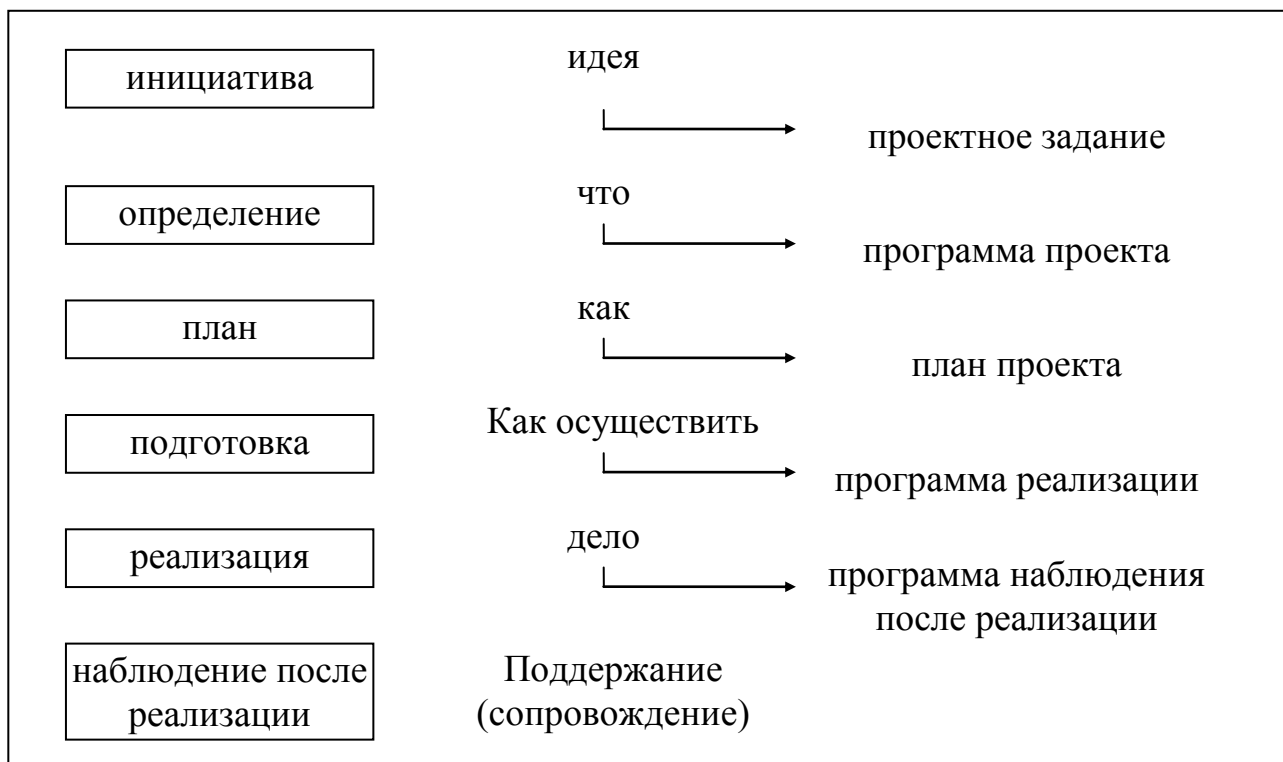 инициатива
идея
проектное задание
определение
что
программа проекта
план
как
план проекта
подготовка
Как осуществить
программа реализации
реализация
дело
программа наблюдения
после реализации
наблюдение после
реализации
Поддержание
(сопровождение)